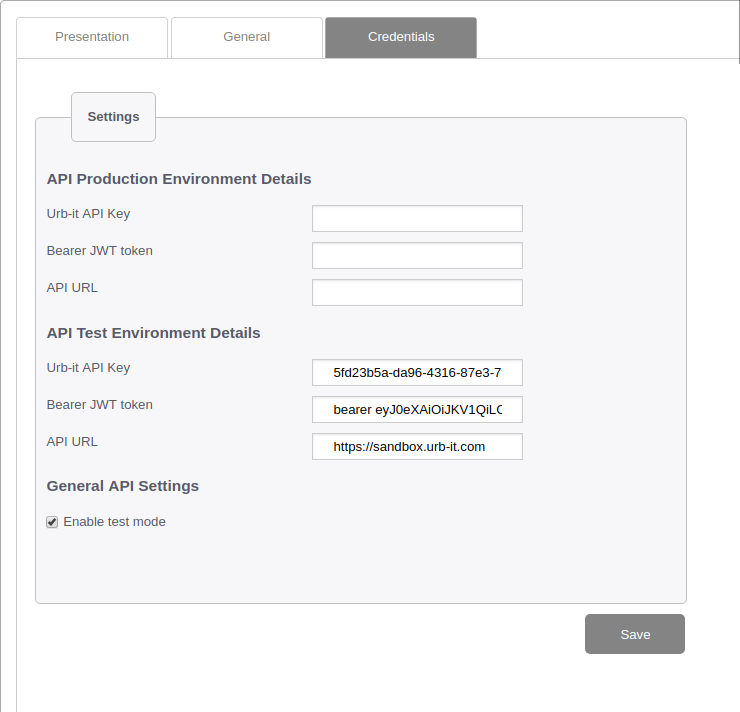 Presentation General Credentials
Settings
API Production Environment Details
Urb-it API Key
Bearer JWT token
API URL
API Test Environment Details
Urb-it API Key 5fd23b5a-da96-4316-87e3-7
Bearer JWT token bearer eyJ0eXAiOiJKV1QiLC
API URL https://sandbox.urb-it.com
General API Settings
Enable test mode
Save